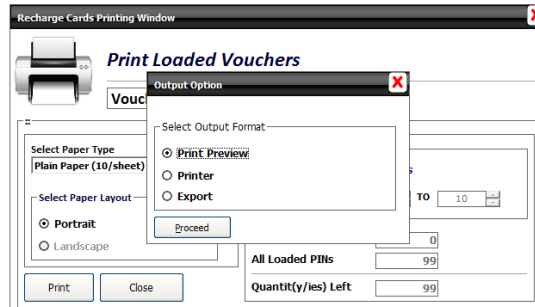 Recharge Cards Printing Window
X
Print Loaded Vouchers
Output Option
X
Vouc
Select Output Format
Print Preview
Printer
Export
Proceed
Select Paper Type
Plain Paper (10/sheet)
Select Paper Layout
Portrait
Landscape
s
TO
10
0
All Loaded PINs
99
Quantit(y/ies) Left
99
Print
Close